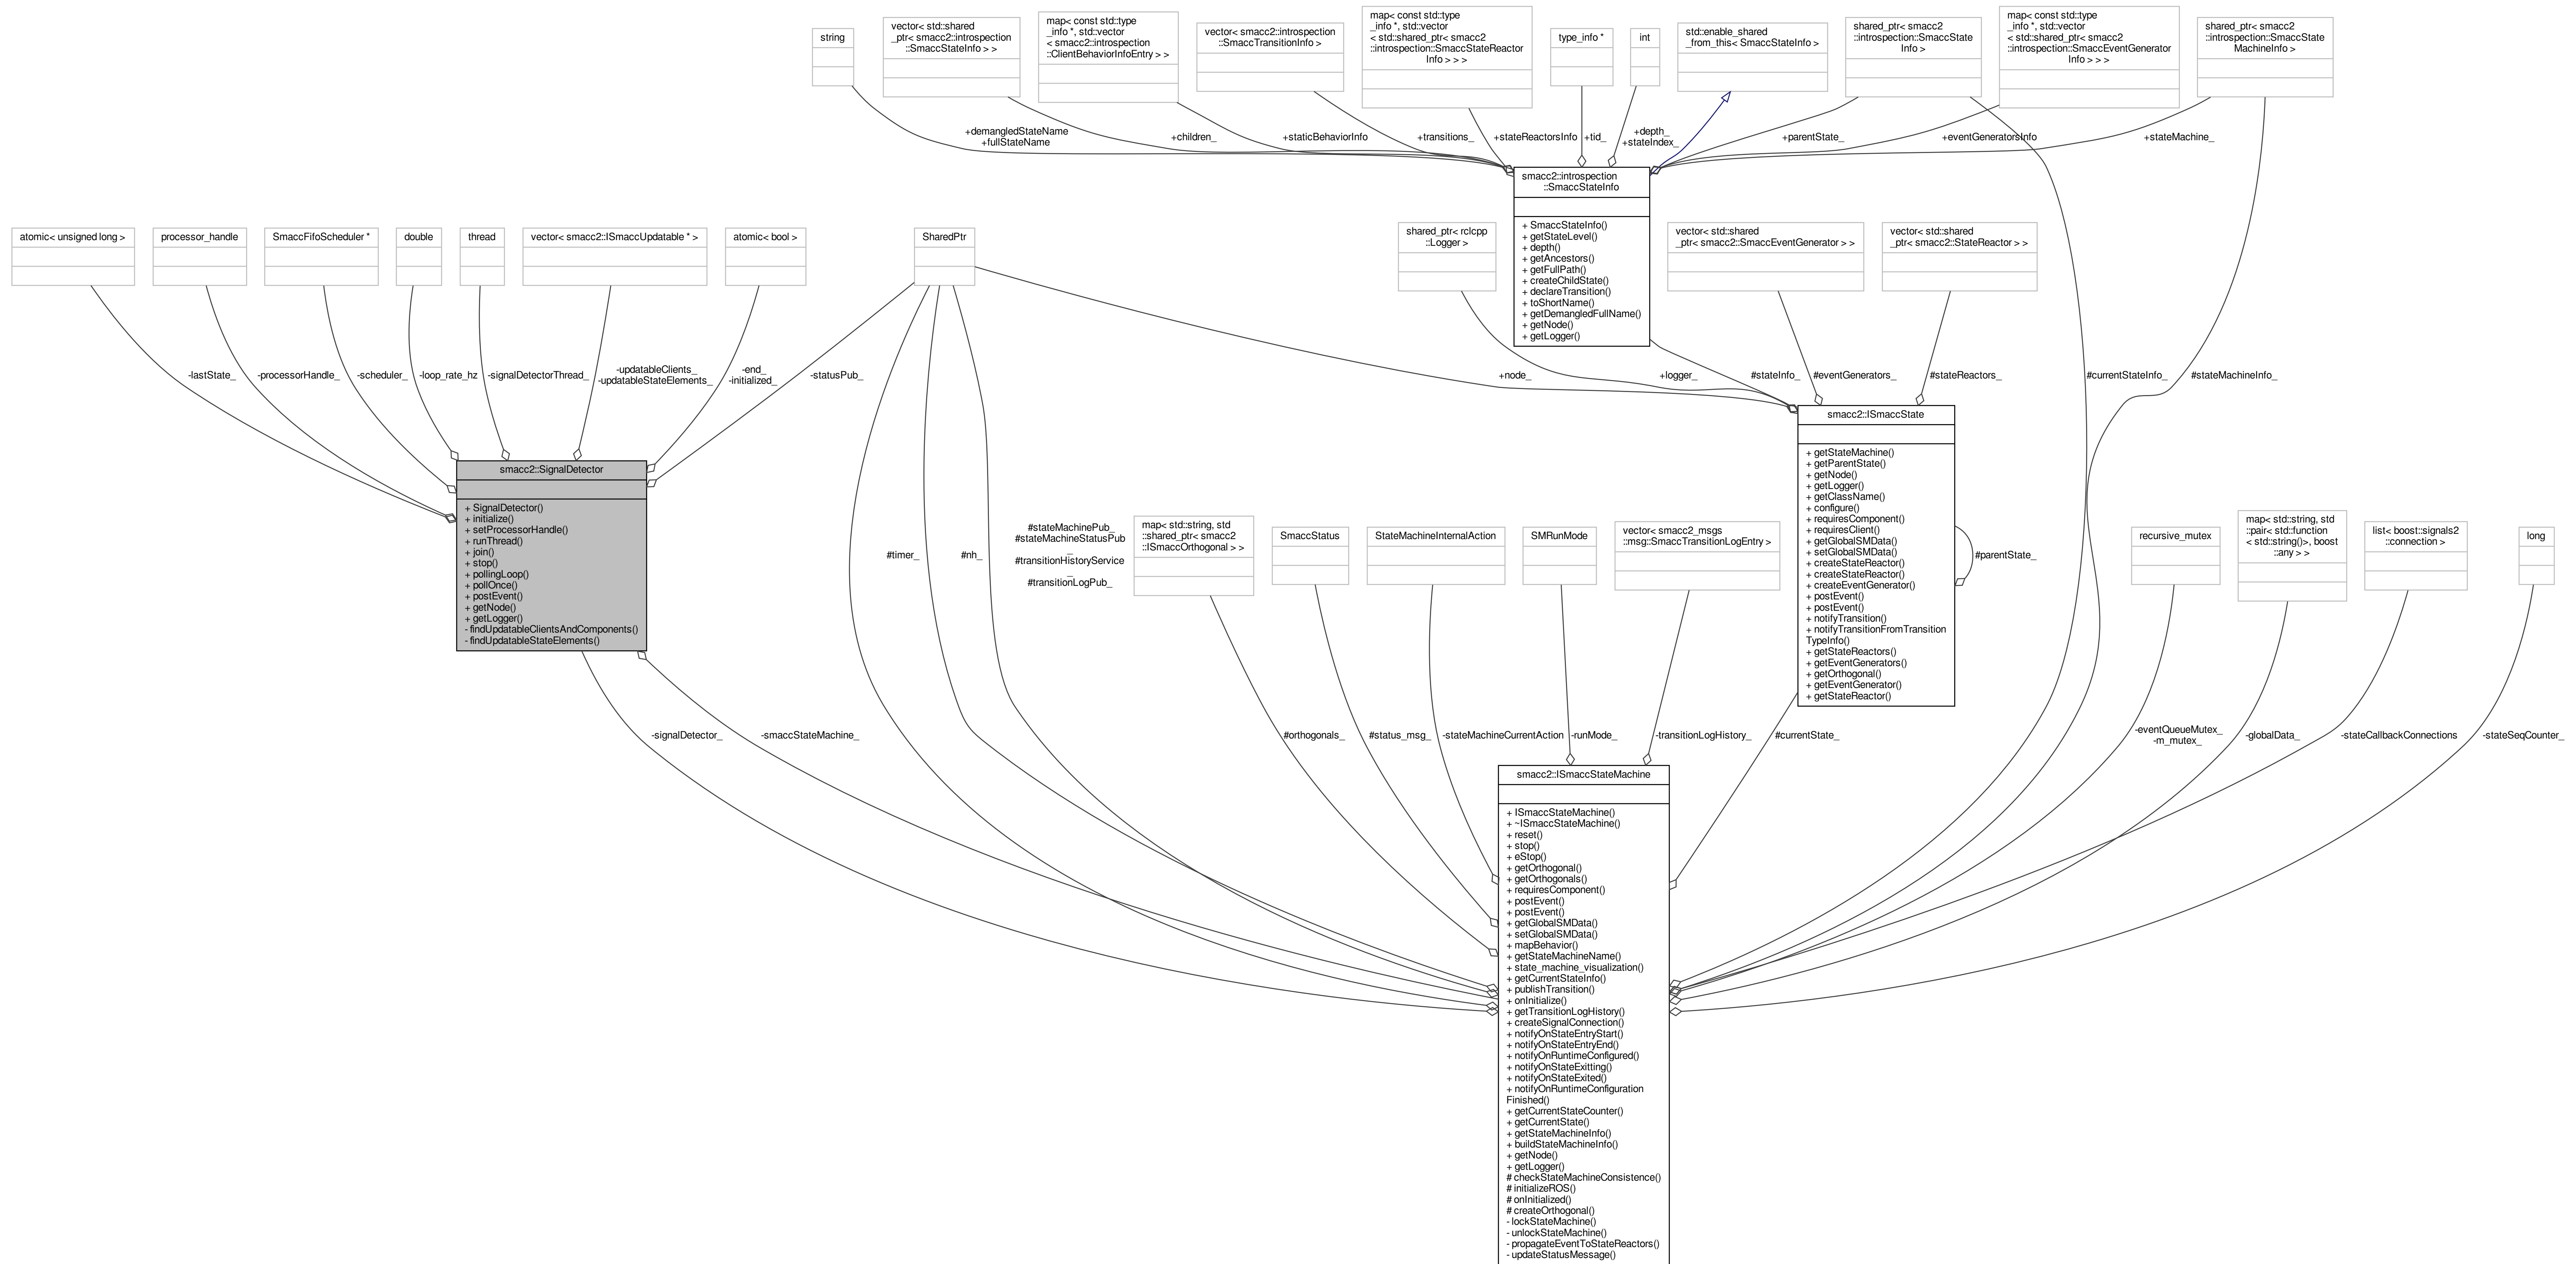 string
vector< std::shared
_ptr< smacc2::introspection
::SmaccStateInfo > >
map< const std::type
_info *, std::vector
< smacc2::introspection
::ClientBehaviorInfoEntry > >
vector< smacc2::introspection
::SmaccTransitionInfo >
map< const std::type
_info *, std::vector
< std::shared_ptr< smacc2
::introspection::SmaccStateReactor
Info > > >
type_info *
int
std::enable_shared
_from_this< SmaccStateInfo >
shared_ptr< smacc2
::introspection::SmaccState
Info >
map< const std::type
_info *, std::vector
< std::shared_ptr< smacc2
::introspection::SmaccEventGenerator
Info > > >
shared_ptr< smacc2
::introspection::SmaccState
MachineInfo >
+demangledStateName
+fullStateName
+children_
+staticBehaviorInfo
+transitions_
+stateReactorsInfo
+tid_
+depth_
+stateIndex_
+parentState_
+eventGeneratorsInfo
+stateMachine_
smacc2::introspection
::SmaccStateInfo
+ SmaccStateInfo()
+ getStateLevel()
+ depth()
+ getAncestors()
+ getFullPath()
+ createChildState()
+ declareTransition()
+ toShortName()
+ getDemangledFullName()
+ getNode()
+ getLogger()
atomic< unsigned long >
processor_handle
SmaccFifoScheduler *
double
thread
vector< smacc2::ISmaccUpdatable * >
atomic< bool >
SharedPtr
shared_ptr< rclcpp
::Logger >
vector< std::shared
_ptr< smacc2::SmaccEventGenerator > >
vector< std::shared
_ptr< smacc2::StateReactor > >
-lastState_
-processorHandle_
-scheduler_
-loop_rate_hz
-signalDetectorThread_
-updatableClients_
-updatableStateElements_
-end_
-initialized_
-statusPub_
+node_
+logger_
#stateInfo_
#eventGenerators_
#stateReactors_
#currentStateInfo_
#stateMachineInfo_
smacc2::SignalDetector
+ SignalDetector()
+ initialize()
+ setProcessorHandle()
+ runThread()
+ join()
+ stop()
+ pollingLoop()
+ pollOnce()
+ postEvent()
+ getNode()
+ getLogger()
- findUpdatableClientsAndComponents()
- findUpdatableStateElements()
smacc2::ISmaccState
+ getStateMachine()
+ getParentState()
+ getNode()
+ getLogger()
+ getClassName()
+ configure()
+ requiresComponent()
+ requiresClient()
+ getGlobalSMData()
+ setGlobalSMData()
+ createStateReactor()
+ createStateReactor()
+ createEventGenerator()
+ postEvent()
+ postEvent()
+ notifyTransition()
+ notifyTransitionFromTransition
TypeInfo()
+ getStateReactors()
+ getEventGenerators()
+ getOrthogonal()
+ getEventGenerator()
+ getStateReactor()
#parentState_
#timer_
#nh_
#stateMachinePub_
#stateMachineStatusPub
_
#transitionHistoryService
_
#transitionLogPub_
map< std::string, std
::shared_ptr< smacc2
::ISmaccOrthogonal > >
SmaccStatus
StateMachineInternalAction
SMRunMode
vector< smacc2_msgs
::msg::SmaccTransitionLogEntry >
recursive_mutex
map< std::string, std
::pair< std::function
< std::string()>, boost
::any > >
list< boost::signals2
::connection >
long
-signalDetector_
-smaccStateMachine_
#orthogonals_
#status_msg_
-stateMachineCurrentAction
-runMode_
-transitionLogHistory_
#currentState_
-eventQueueMutex_
-m_mutex_
-globalData_
-stateCallbackConnections
-stateSeqCounter_
smacc2::ISmaccStateMachine
+ ISmaccStateMachine()
+ ~ISmaccStateMachine()
+ reset()
+ stop()
+ eStop()
+ getOrthogonal()
+ getOrthogonals()
+ requiresComponent()
+ postEvent()
+ postEvent()
+ getGlobalSMData()
+ setGlobalSMData()
+ mapBehavior()
+ getStateMachineName()
+ state_machine_visualization()
+ getCurrentStateInfo()
+ publishTransition()
+ onInitialize()
+ getTransitionLogHistory()
+ createSignalConnection()
+ notifyOnStateEntryStart()
+ notifyOnStateEntryEnd()
+ notifyOnRuntimeConfigured()
+ notifyOnStateExitting()
+ notifyOnStateExited()
+ notifyOnRuntimeConfiguration
Finished()
+ getCurrentStateCounter()
+ getCurrentState()
+ getStateMachineInfo()
+ buildStateMachineInfo()
+ getNode()
+ getLogger()
# checkStateMachineConsistence()
# initializeROS()
# onInitialized()
# createOrthogonal()
- lockStateMachine()
- unlockStateMachine()
- propagateEventToStateReactors()
- updateStatusMessage()